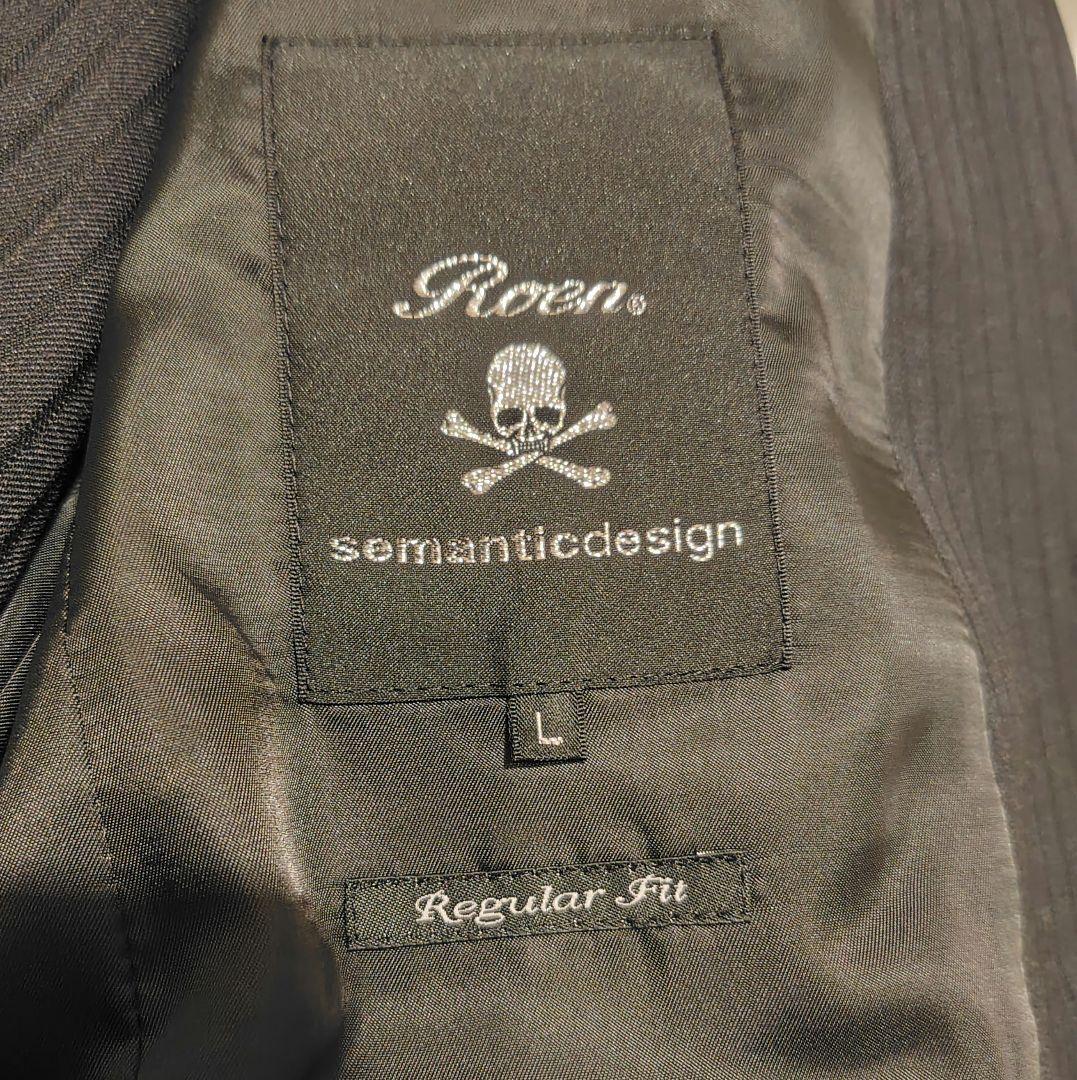 Roen®
semanticdesign
L
Regular Fit